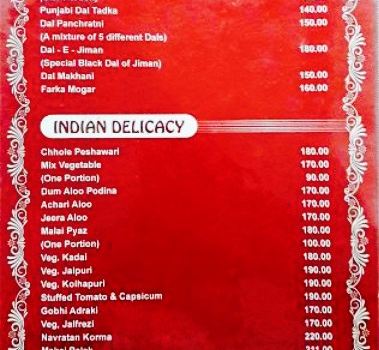 Punjabi Dal Tadka 140.00
Dal Panchratni 150.00
(A mixture of 5 different Dals)
Dal - E - Jiman 180.00
(Special Black Dal of Jiman)
Dal Makhani 150.00
Farka Mogar 160.00
INDIAN DELICACY
Chhole Peshawari 180.00
Mix Vegetable 170.00
(One Portion) 90.00
Dum Aloo Podina 170.00
Achari Aloo 170.00
Jeera Aloo 170.00
Malai Pyaz 180.00
(One Portion) 100.00
Veg. Kadai 180.00
Veg. Jaipuri 190.00
Veg. Kolhapuri 190.00
Stuffed Tomato & Capsicum 190.00
Gobhi Adraki 170.00
Veg, Jalfrezi 170.00
Navratan Korma 220.00